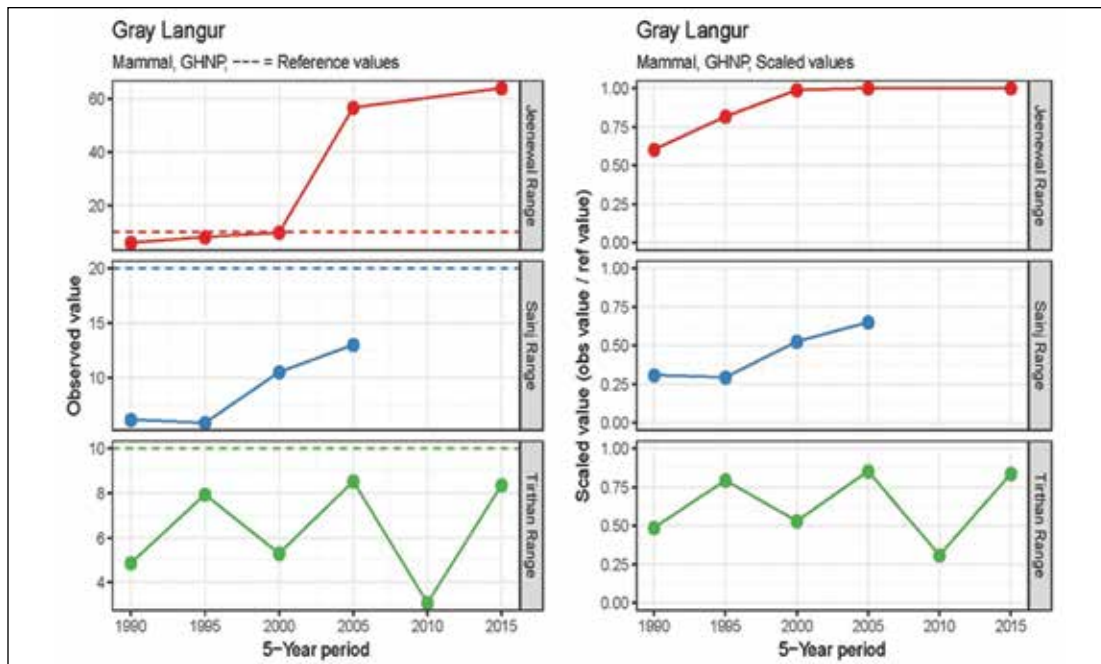 Gray Langur
Mammal, GHNP, --- = Reference values
60
40
20
Jeenewal Range
20
15
10
Sainj Range
10
8
6
4
Tirthan Range
Observed value
1990 1995 2000 2005 2010 2015
5-Year period
Gray Langur
Mammal, GHNP, Scaled values
1.00
0.75
0.50
0.25
0.00
Jeenewal Range
1.00
0.75
0.50
0.25
0.00
Sainj Range
1.00
0.75
0.50
0.25
0.00
Tirthan Range
Scaled value (obs value / ref value)
1990 1995 2000 2005 2010 2015
5-Year period